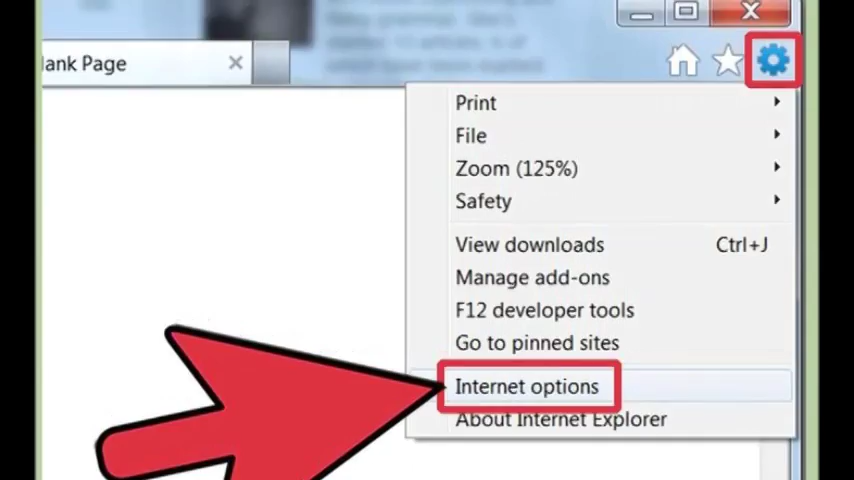 lank Page
Print
File
Zoom (125%)
Safety
View downloads Ctrl+J
Manage add-ons
F12 developer tools
Go to pinned sites
Internet options
About Internet Explorer